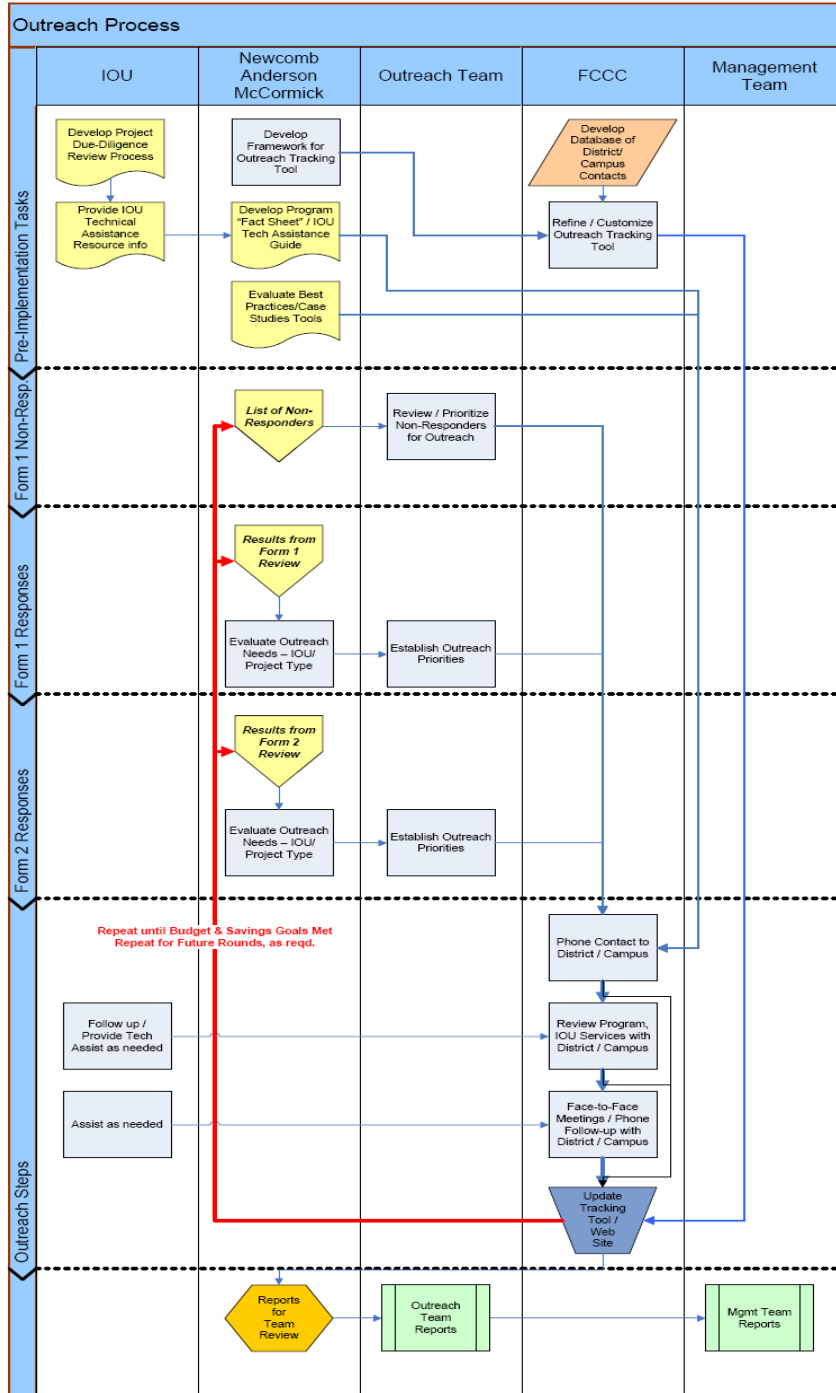 Outreach Process
IOU
Newcomb
Anderson
McCormick
Outreach Team
FCCC
Management
Team
Pre-Implementation Tasks
Develop Project
Due-Diligence
Review Process
Develop
Framework for
Outreach Tracking
Tool
Develop
Database of
District/
Campus
Contacts
Provide IOU
Technical
Assistance
Resource info
Develop Program
"Fact Sheet" / IOU
Tech Assistance
Guide
Refine / Customize
Outreach Tracking
Tool
Evaluate Best
Practices/Case
Studies Tools
Form 1 Non-Resp.
List of Non-
Responders
Review / Prioritize
Non-Responders
for Outreach
Form 1 Responses
Results from
Form 1
Review
Evaluate Outreach
Needs – IOU/
Project Type
Establish Outreach
Priorities
Form 2 Responses
Results from
Form 2
Review
Evaluate Outreach
Needs – IOU/
Project Type
Establish Outreach
Priorities
Outreach Steps
Repeat until Budget & Savings Goals Met
Repeat for Future Rounds, as reqd.
Phone Contact to
District / Campus
Follow up /
Provide Tech
Assist as needed
Review Program,
IOU Services with
District / Campus
Assist as needed
Face-to-Face
Meetings / Phone
Follow-up with
District / Campus
Update
Tracking
Tool /
Web
Site
Reports
for
Team
Review
Outreach
Team
Reports
Mgmt Team
Reports